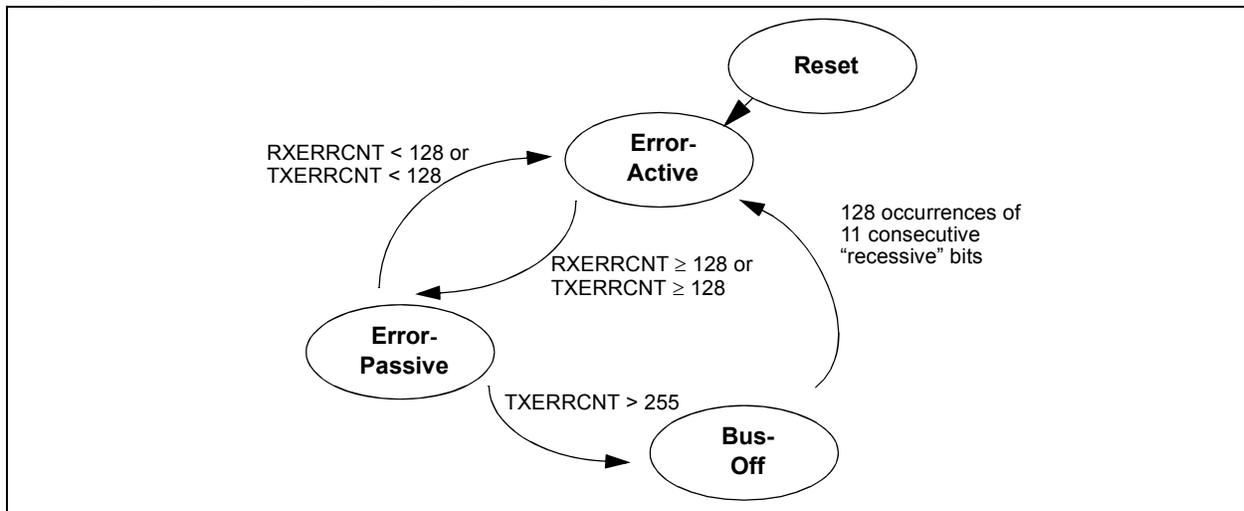 Reset
Error-
Active
RXERRCNT < 128 or
TXERRCNT < 128
128 occurrences of
11 consecutive
“recessive” bits
RXERRCNT ≥ 128 or
TXERRCNT ≥ 128
Error-
Passive
TXERRCNT > 255
Bus-
Off